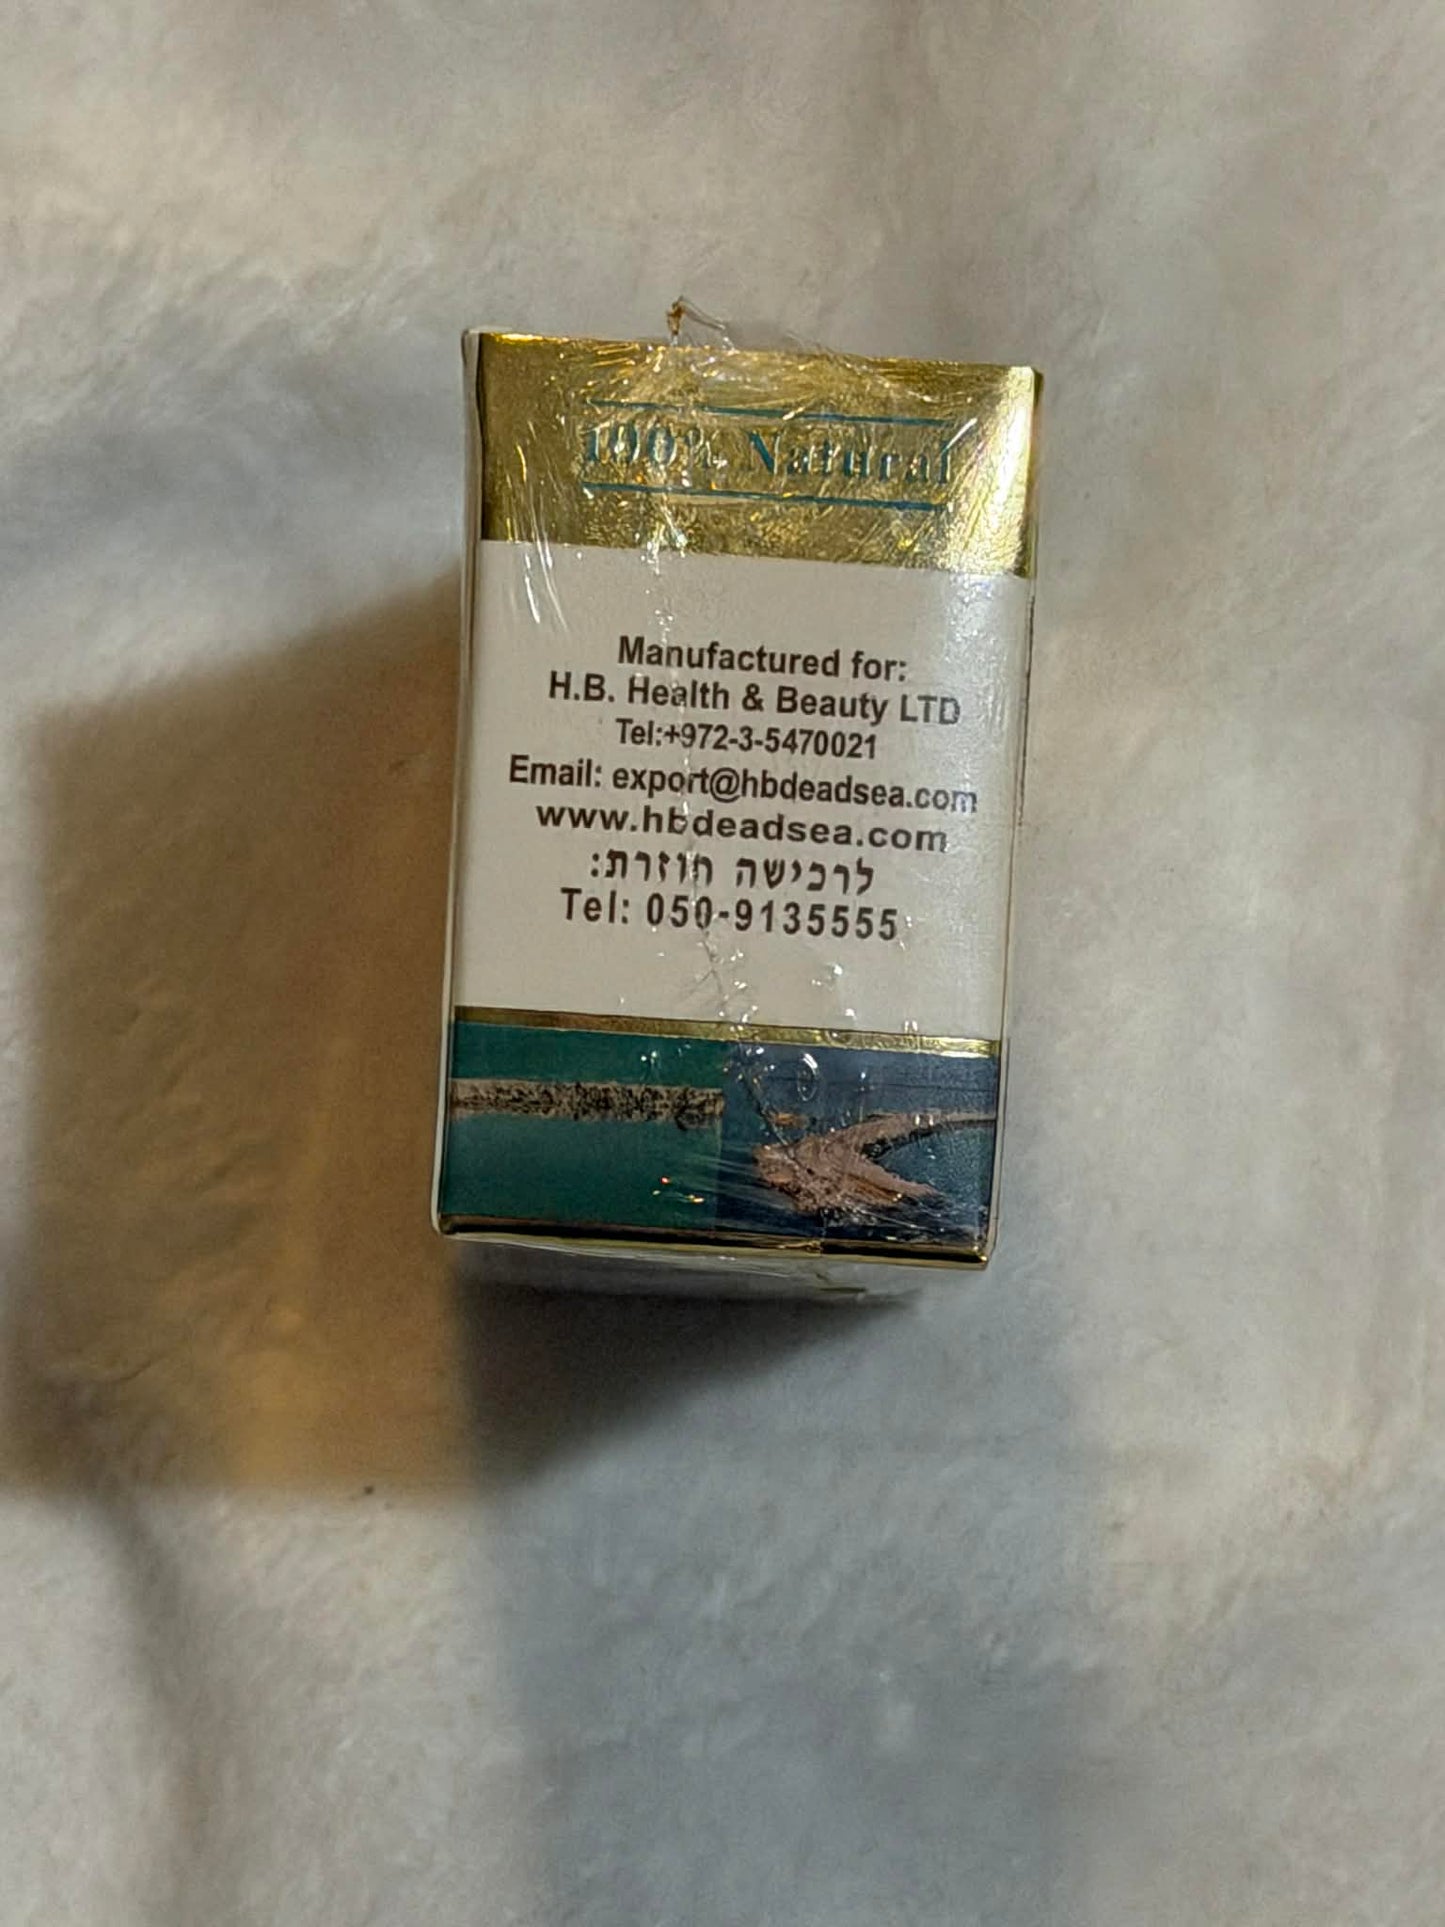 100% Natural
Manufactured for:
H.B. Health & Beauty LTD
Tel:+972-3-5470021
Email: export@hbdeadsea.com
www.hbdeadsea.com
לרכישה חוזרת:
Tel: 050-9135555